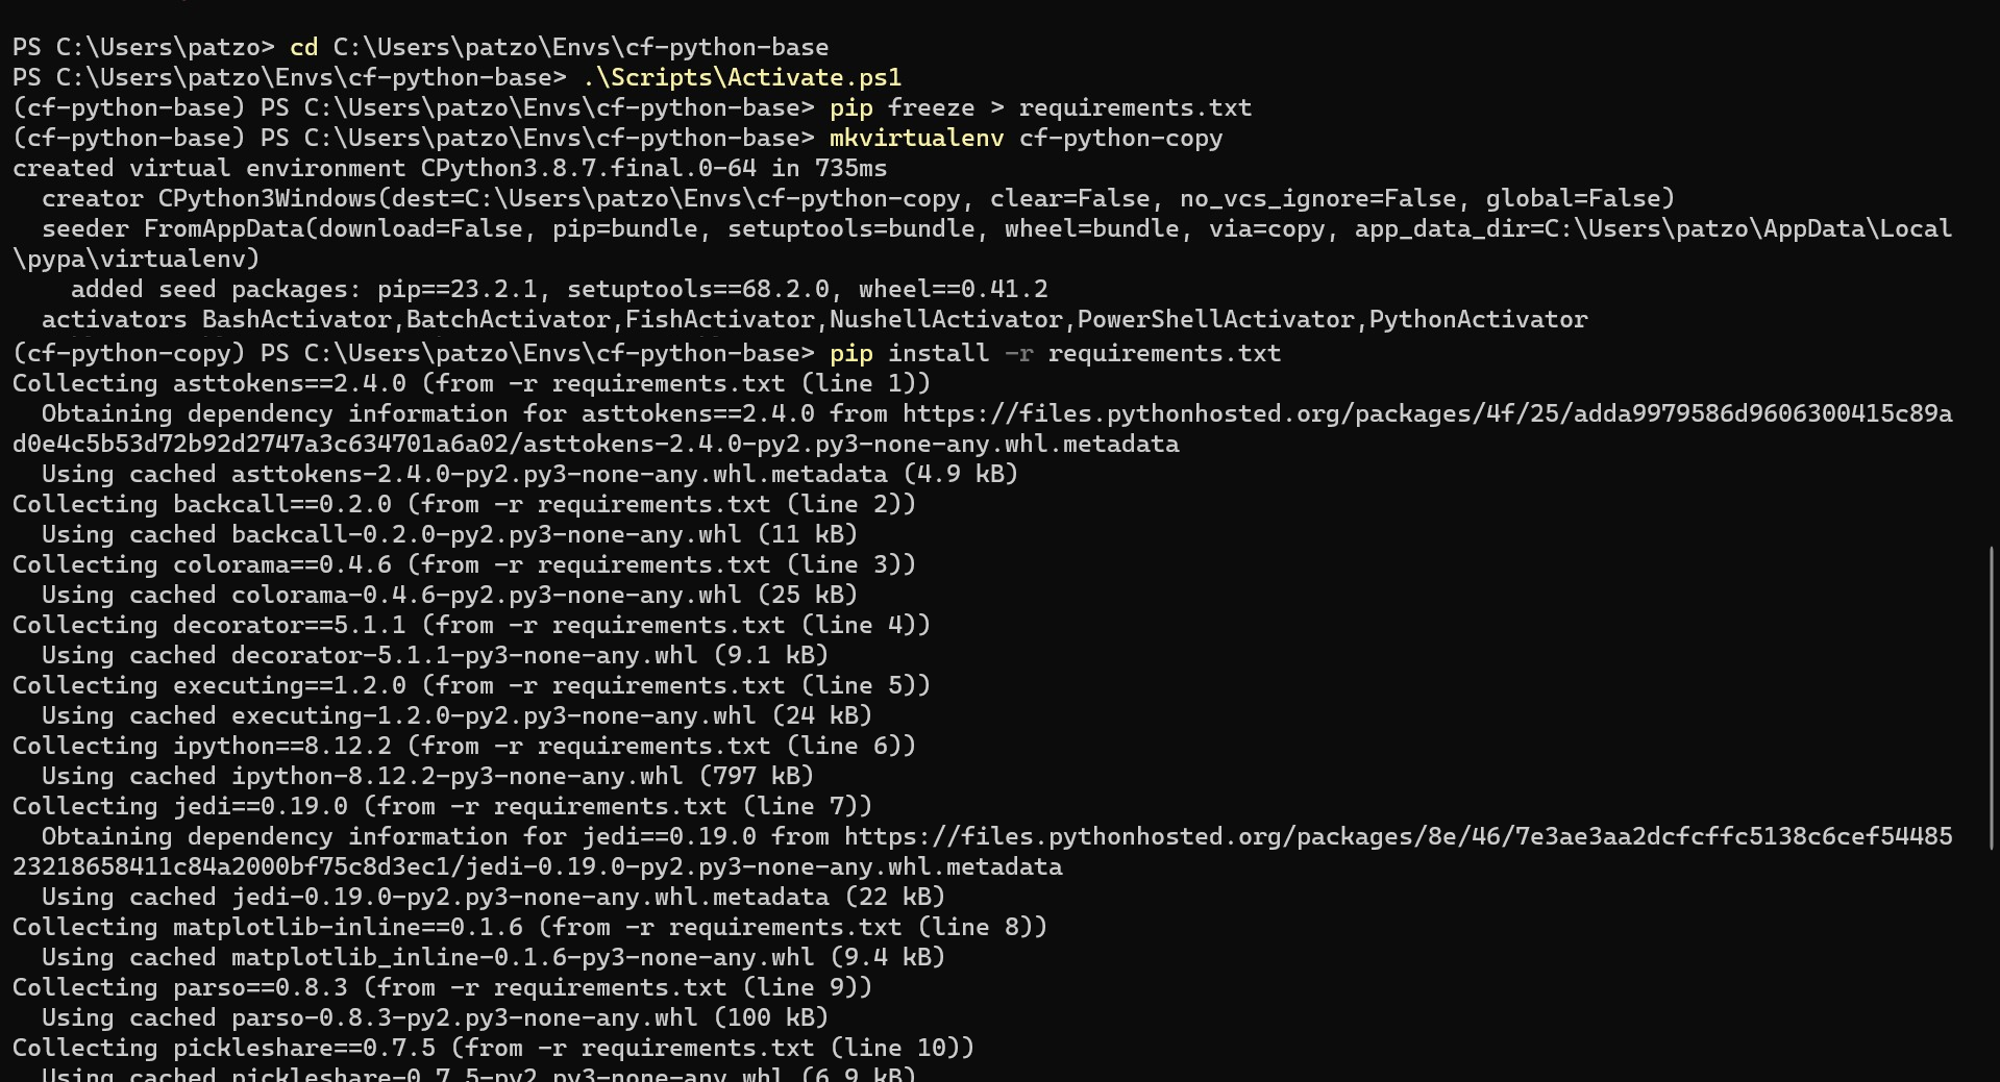 PS C:\Users\patzo> cd C:\Users\patzo\Envs\cf-python-base
PS C:\Users\patzo\Envs\cf-python-base> .\Scripts\Activate.ps1
(cf-python-base) PS C:\Users\patzo\Envs\cf-python-base> pip freeze > requirements.txt
(cf-python-base) PS C:\Users\patzo\Envs\cf-python-base> mkvirtualenv cf-python-copy
created virtual environment CPython3.8.7.final.0-64 in 735ms
  creator CPython3Windows(dest=C:\Users\patzo\Envs\cf-python-copy, clear=False, no_vcs_ignore=False, global=False)
  seeder FromAppData(download=False, pip=bundle, setuptools=bundle, wheel=bundle, via=copy, app_data_dir=C:\Users\patzo\AppData\Local
\pypa\virtualenv)
    added seed packages: pip==23.2.1, setuptools==68.2.0, wheel==0.41.2
  activators BashActivator,BatchActivator,FishActivator,NushellActivator,PowerShellActivator,PythonActivator
(cf-python-copy) PS C:\Users\patzo\Envs\cf-python-base> pip install -r requirements.txt
Collecting asttokens==2.4.0 (from -r requirements.txt (line 1))
  Obtaining dependency information for asttokens==2.4.0 from https://files.pythonhosted.org/packages/4f/25/adda9979586d9606300415c89a
d0e4c5b53d72b92d2747a3c634701a6a02/asttokens-2.4.0-py2.py3-none-any.whl.metadata
  Using cached asttokens-2.4.0-py2.py3-none-any.whl.metadata (4.9 kB)
Collecting backcall==0.2.0 (from -r requirements.txt (line 2))
  Using cached backcall-0.2.0-py2.py3-none-any.whl (11 kB)
Collecting colorama==0.4.6 (from -r requirements.txt (line 3))
  Using cached colorama-0.4.6-py2.py3-none-any.whl (25 kB)
Collecting decorator==5.1.1 (from -r requirements.txt (line 4))
  Using cached decorator-5.1.1-py3-none-any.whl (9.1 kB)
Collecting executing==1.2.0 (from -r requirements.txt (line 5))
  Using cached executing-1.2.0-py2.py3-none-any.whl (24 kB)
Collecting ipython==8.12.2 (from -r requirements.txt (line 6))
  Using cached ipython-8.12.2-py3-none-any.whl (797 kB)
Collecting jedi==0.19.0 (from -r requirements.txt (line 7))
  Obtaining dependency information for jedi==0.19.0 from https://files.pythonhosted.org/packages/8e/46/7e3ae3aa2dcfcffc5138c6cef54485
23218658411c84a2000bf75c8d3ec1/jedi-0.19.0-py2.py3-none-any.whl.metadata
  Using cached jedi-0.19.0-py2.py3-none-any.whl.metadata (22 kB)
Collecting matplotlib-inline==0.1.6 (from -r requirements.txt (line 8))
  Using cached matplotlib_inline-0.1.6-py3-none-any.whl (9.4 kB)
Collecting parso==0.8.3 (from -r requirements.txt (line 9))
  Using cached parso-0.8.3-py2.py3-none-any.whl (100 kB)
Collecting pickleshare==0.7.5 (from -r requirements.txt (line 10))
  Using cached pickleshare-0.7.5-py2.py3-none-any.whl (6.9 kB)